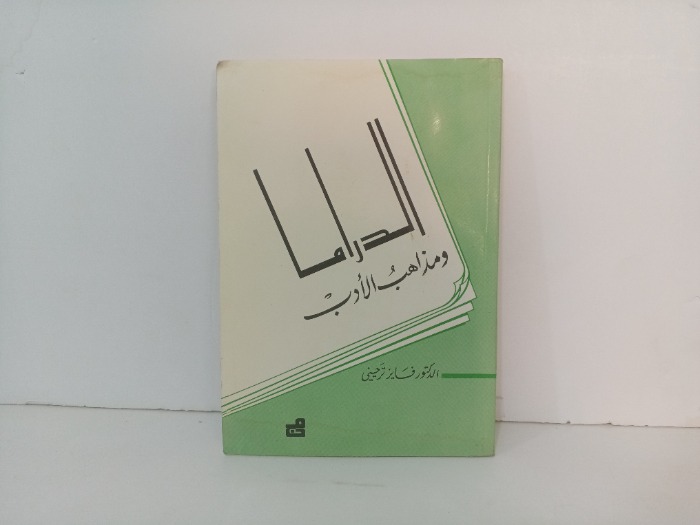 الدراما
ومذاهبُ الأدبْ
الدكتور فايز ترحيني